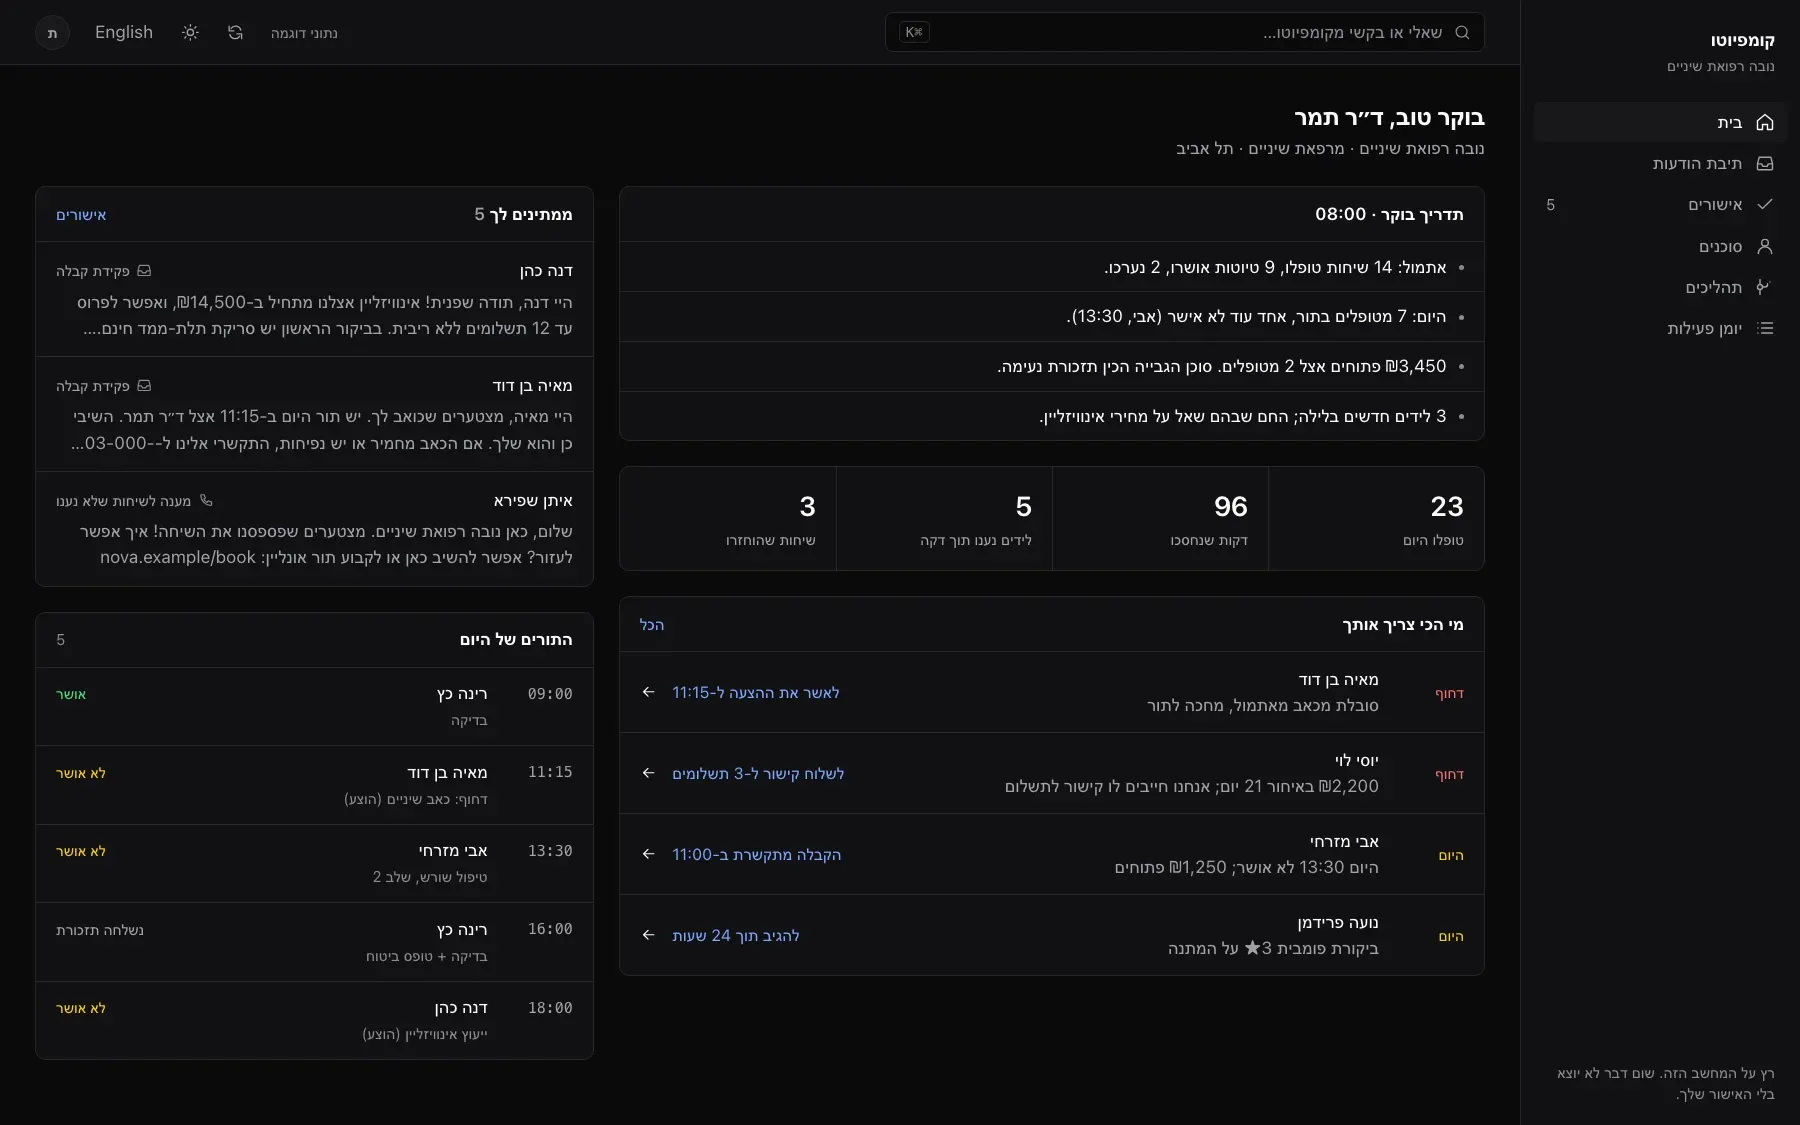 קומפיוטו
נובה רפואת שיניים
בית
תיבת הודעות
אישורים 5
סוכנים
תהליכים
יומן פעילות
רץ על המחשב הזה. שום דבר לא יוצא
בלי האישור שלך.
שאלי או בקשי מקומפיוטו...
⌘K
נתוני דוגמה
English
ת
בוקר טוב, ד״ר תמר
נובה רפואת שיניים · מרפאת שיניים · תל אביב
תדריך בוקר · 08:00
• אתמול: 14 שיחות טופלו, 9 טיוטות אושרו, 2 נערכו.
• היום: 7 מטופלים בתור, אחד עוד לא אישר (אבי, 13:30).
• ₪3,450 פתוחים אצל 2 מטופלים. סוכן הגבייה הכין תזכורת נעימה.
• 3 לידים חדשים בלילה; החם שבהם שאל על מחירי אינוויזליין.
23
טופלו היום
96
דקות שנחסכו
5
לידים נענו תוך דקה
3
שיחות שהוחזרו
מי הכי צריך אותך
הכל
דחוף
מאיה בן דוד
סובלת מכאב מאתמול, מחכה לתור
לאשר את ההצעה ל-11:15 ←
דחוף
יוסי לוי
₪2,200 באיחור 21 יום; אנחנו חייבים לו קישור לתשלום
לשלוח קישור ל-3 תשלומים ←
היום
אבי מזרחי
היום 13:30 לא אושר; ₪1,250 פתוחים
הקבלה מתקשרת ב-11:00 ←
היום
נועה פרידמן
ביקורת פומבית 3★ על המתנה
להגיב תוך 24 שעות ←
ממתינים לך 5
אישורים
דנה כהן
פקידת קבלה
היי דנה, תודה שפנית! אינוויזליין אצלנו מתחיל ב-₪14,500, ואפשר לפרוס
עד 12 תשלומים ללא ריבית. בביקור הראשון יש סריקת תלת-ממד חינם....
מאיה בן דוד
פקידת קבלה
היי מאיה, מצטערים שכואב לך. יש תור היום ב-11:15 אצל ד״ר תמר. השיבי
כן והוא שלך. אם הכאב מחמיר או יש נפיחות, התקשרי אלינו ל-03-000-...
איתן שפירא
מענה לשיחות שלא נענו
שלום, כאן נובה רפואת שיניים. מצטערים שפספסנו את השיחה! איך אפשר
לעזור? אפשר להשיב כאן או לקבוע תור אונליין: nova.example/book
התורים של היום
5
09:00
רינה כץ
בדיקה
אושר
11:15
מאיה בן דוד
דחוף: כאב שיניים (הוצע)
לא אושר
13:30
אבי מזרחי
טיפול שורש, שלב 2
לא אושר
16:00
רינה כץ
בדיקה + טופס ביטוח
נשלחה תזכורת
18:00
דנה כהן
ייעוץ אינוויזליין (הוצע)
לא אושר